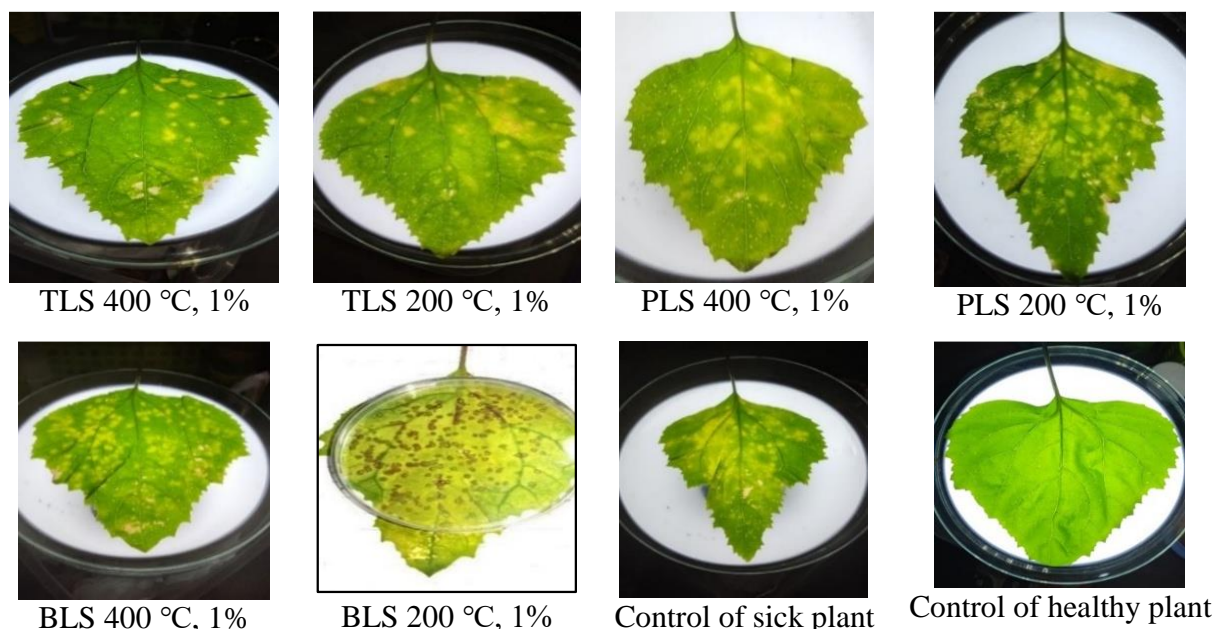 TLS 400 °C, 1%
TLS 200 °C, 1%
PLS 400 °C, 1%
PLS 200 °C, 1%
BLS 400 °C, 1%
BLS 200 °C, 1%
Control of sick plant
Control of healthy plant